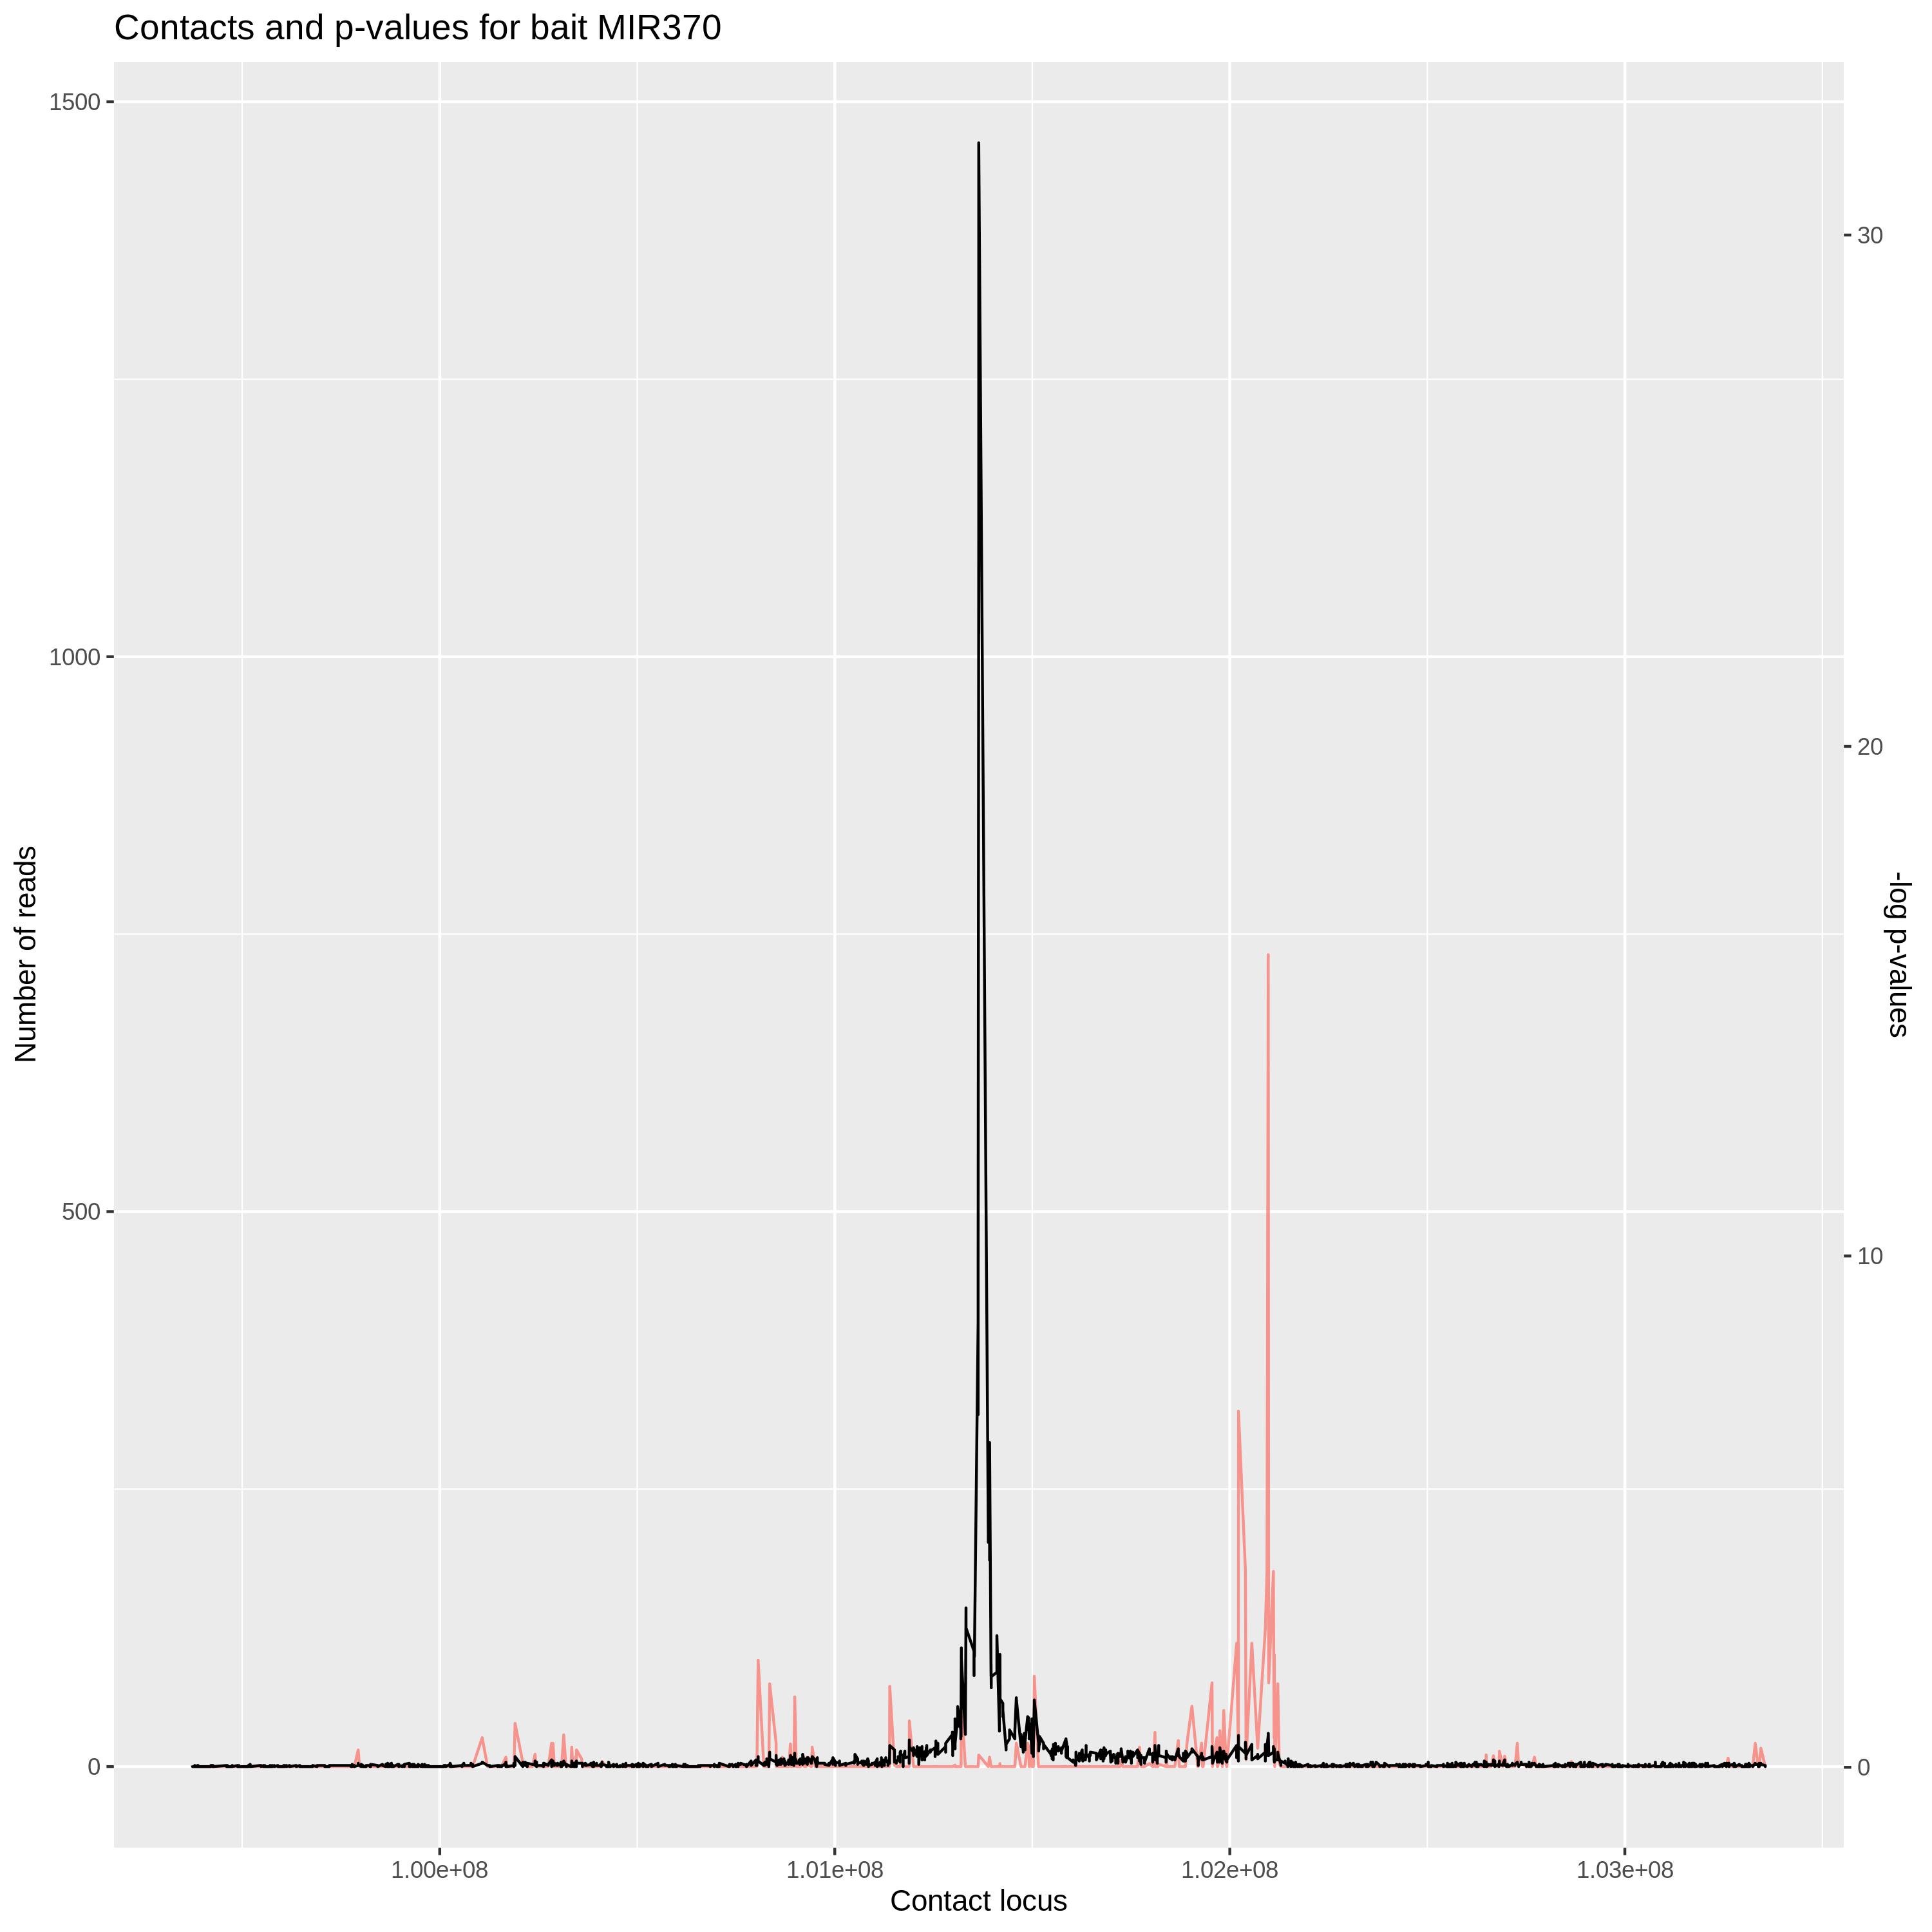 Contacts and p-values for bait MIR370
1500
1000
500
0
30
20
10
0
Number of reads
-log p-values
1.00e+08
1.01e+08
1.02e+08
1.03e+08
Contact locus